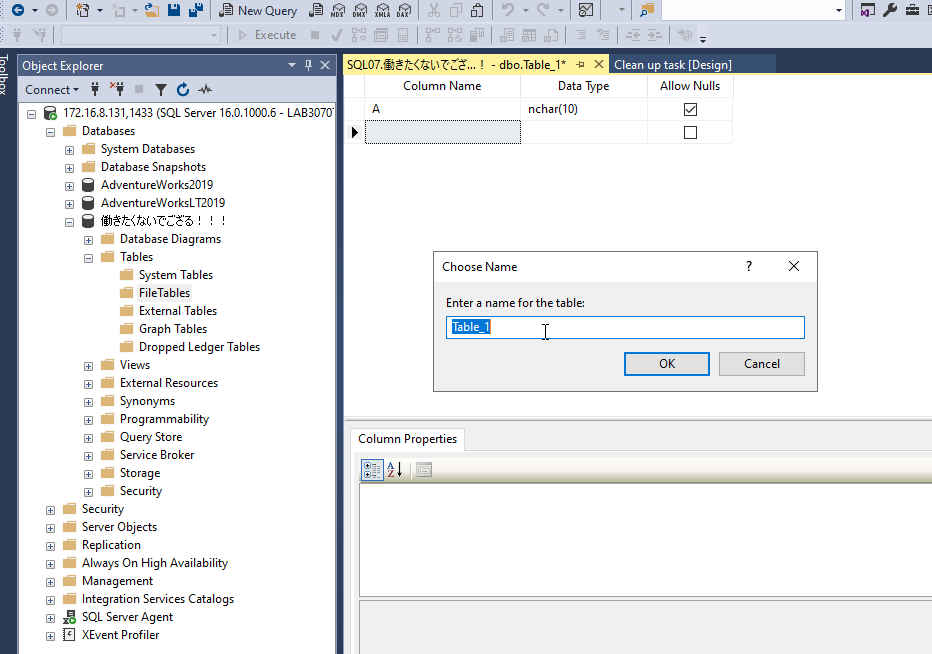 New Query
MDX
DMX
XMLA
DAX
Execute
Toolbox
Object Explorer
Connect
172.16.8.131,1433 (SQL Server 16.0.1000.6 - LAB3070
Databases
System Databases
Database Snapshots
AdventureWorks2019
AdventureWorksLT2019
働きたくないでござる！！！
Database Diagrams
Tables
System Tables
FileTables
External Tables
Graph Tables
Dropped Ledger Tables
Views
External Resources
Synonyms
Programmability
Query Store
Service Broker
Storage
Security
Security
Server Objects
Replication
Always On High Availability
Management
Integration Services Catalogs
SQL Server Agent
XEvent Profiler
SQL07.働きたくないでござ...！ - dbo.Table_1*
Clean up task [Design]
Column Name Data Type Allow Nulls
A nchar(10)
Choose Name
?
Enter a name for the table:
Table_1
OK Cancel
Column Properties
A
Z